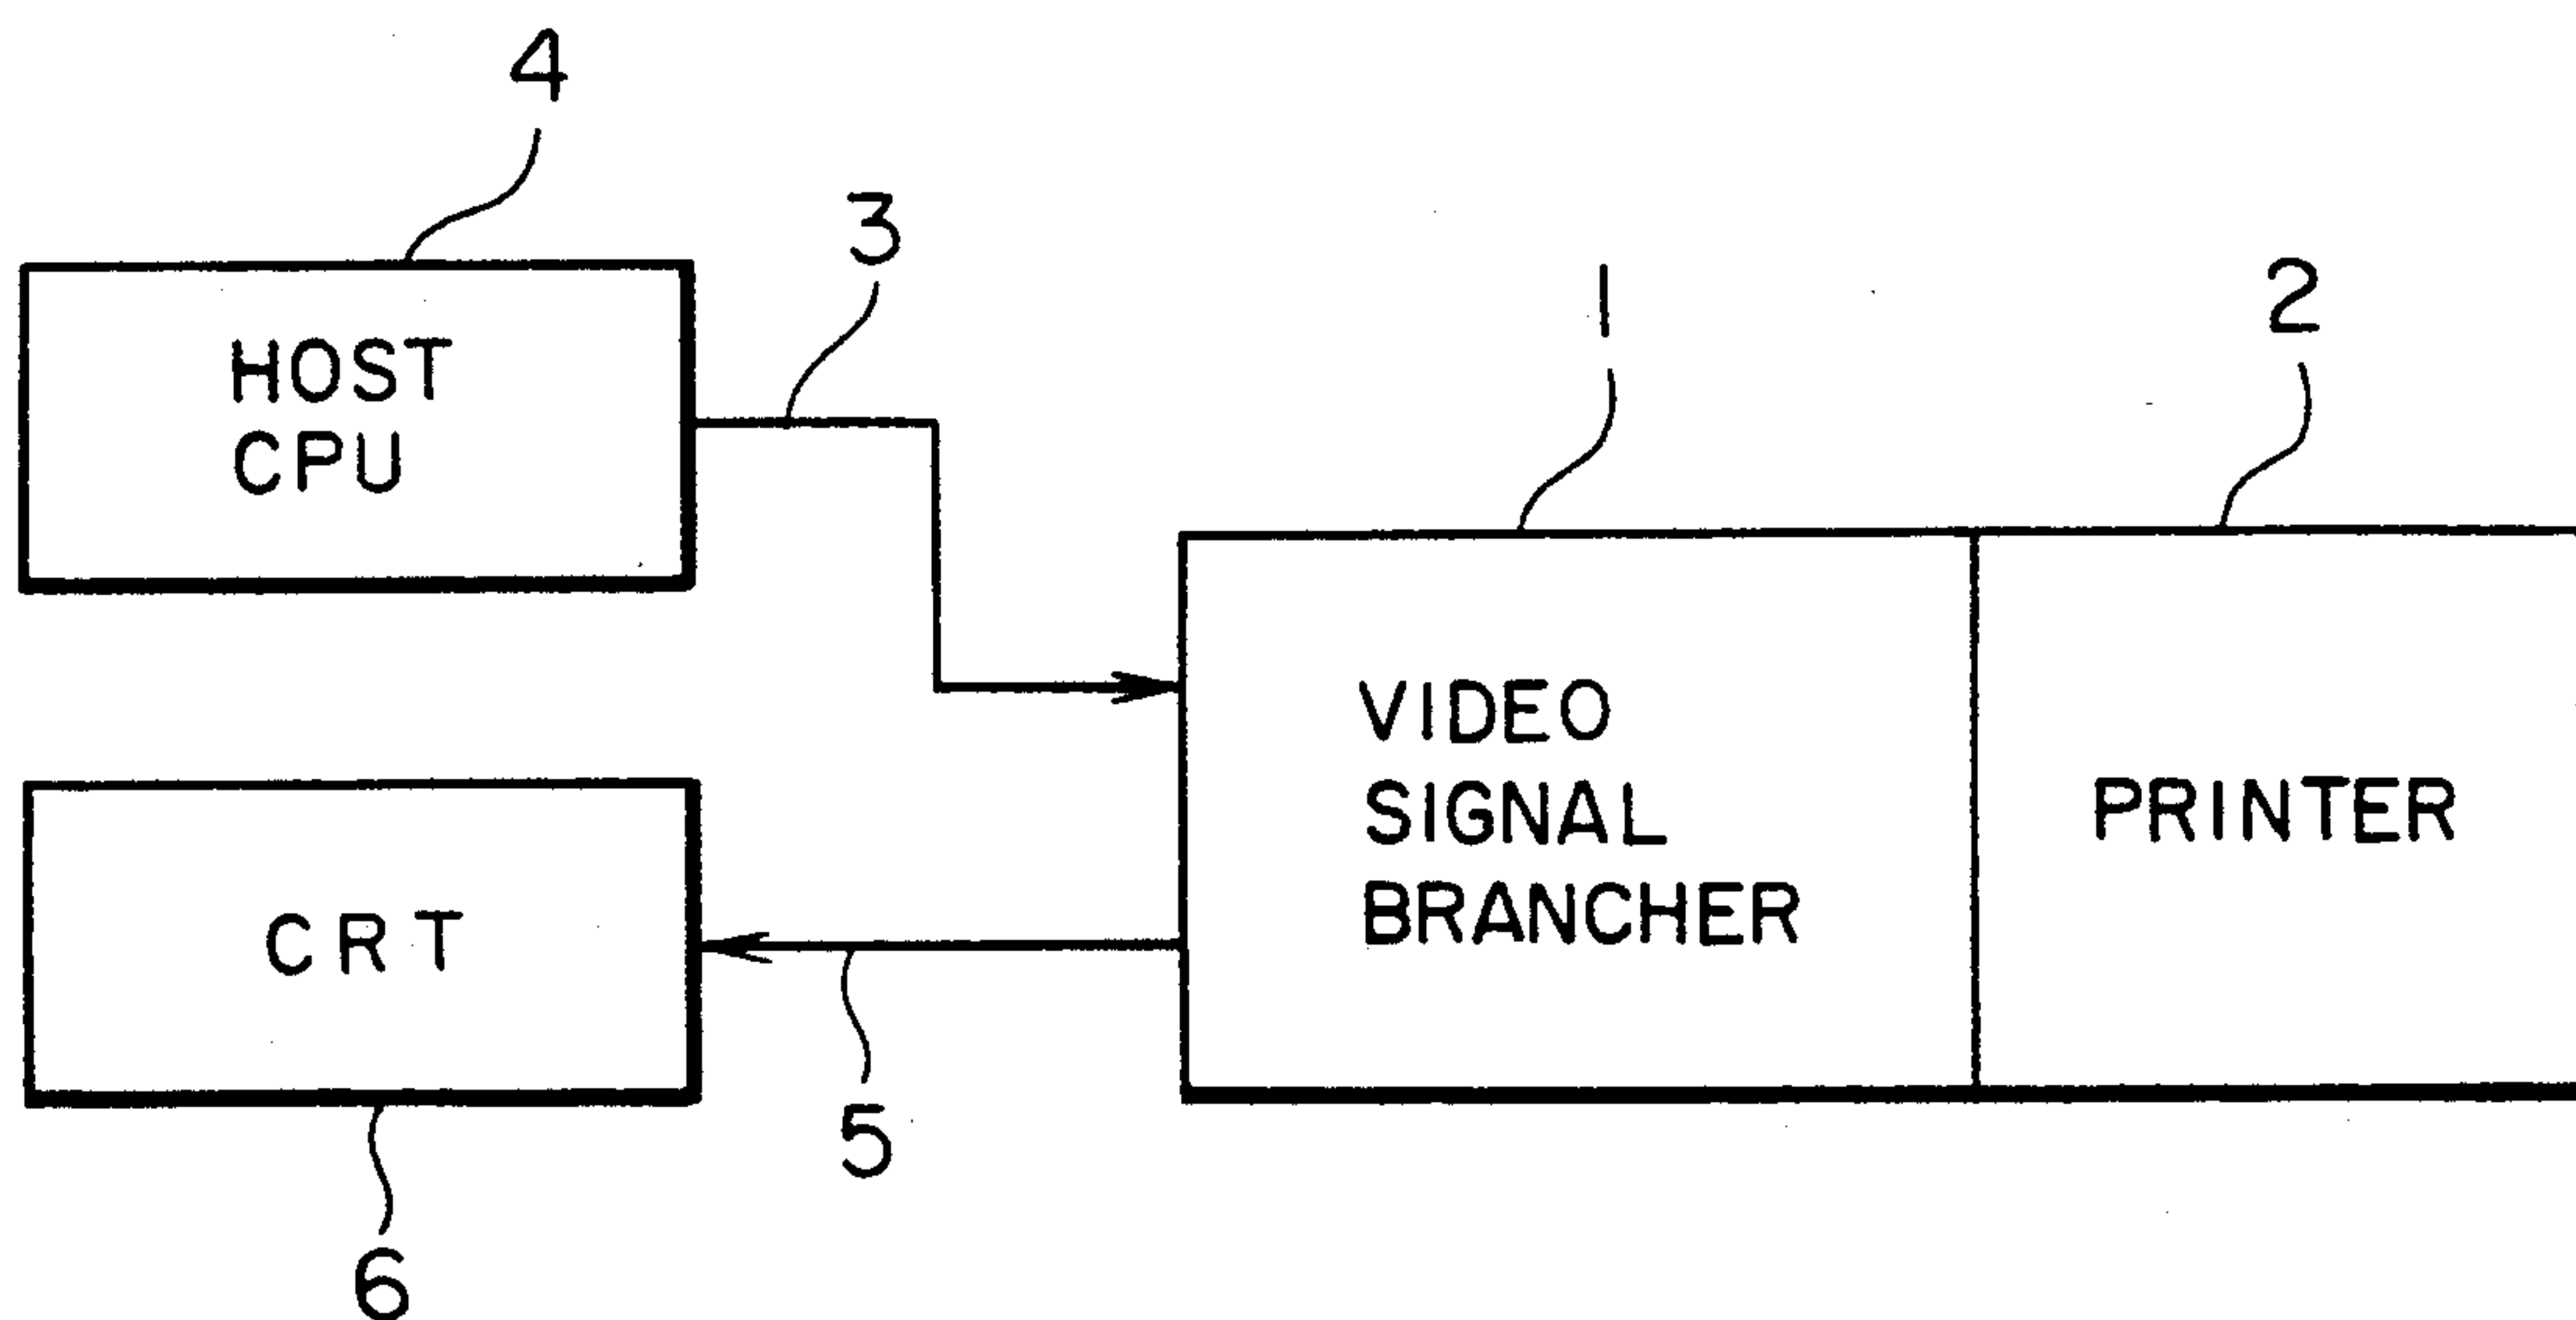 4
3
1
2
HOST
CPU
VIDEO
SIGNAL
BRANCHER
PRINTER
CRT
5
6